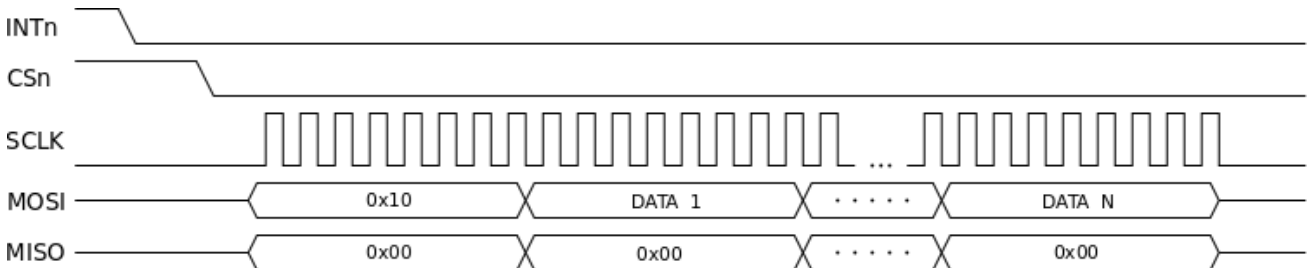 INTn
CSn
SCLK ...
MOSI 0x10 DATA 1 · · · · · DATA N
MISO 0x00 0x00 · · · · · 0x00